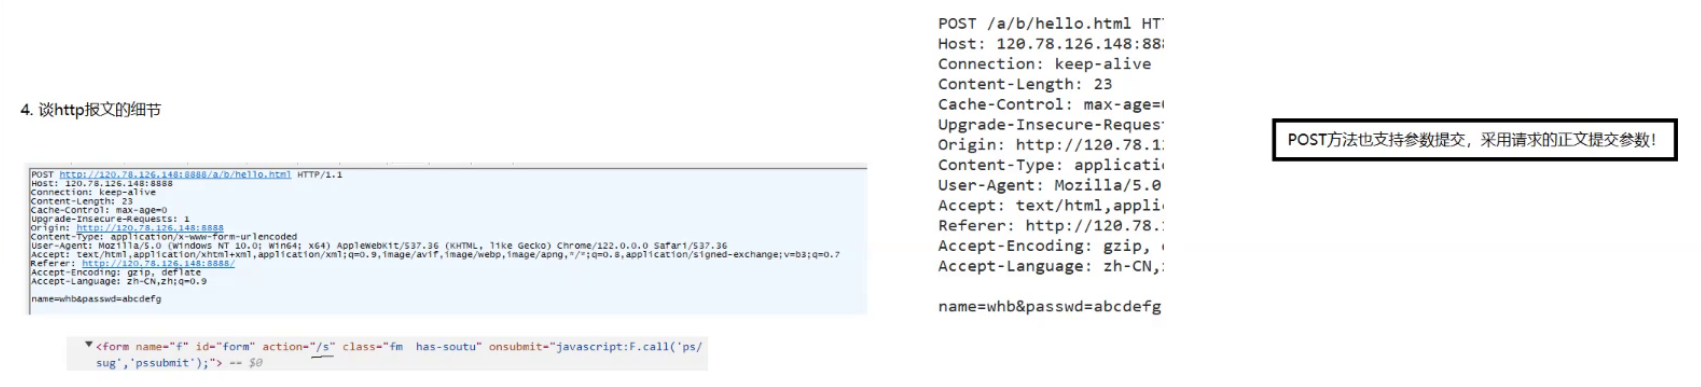 4. 谈http报文的细节
POST http://120.78.126.148:8888/a/b/hello.html HTTP/1.1
Host: 120.78.126.148:8888
Connection: keep-alive
Content-Length: 23
Cache-Control: max-age=0
Upgrade-Insecure-Requests: 1
Origin: http://120.78.126.148:8888
Content-Type: application/x-www-form-urlencoded
User-Agent: Mozilla/5.0 (Windows NT 10.0; Win64; x64) AppleWebKit/537.36 (KHTML, like Gecko) Chrome/122.0.0.0 Safari/537.36
Accept: text/html,application/xhtml+xml,application/xml;q=0.9,image/avif,image/webp,image/apng,*/*;q=0.8,application/signed-exchange;v=b3;q=0.7
Referer: http://120.78.126.148:8888/
Accept-Encoding: gzip, deflate
Accept-Language: zh-CN,zh;q=0.9
name=whb&passwd=abcdefg
<form name="f" id="form" action="/s" class="fm  has-soutu" onsubmit="javascript:F.call('ps/
sug','pssubmit');"> == $0
POST /a/b/hello.html HT
Host: 120.78.126.148:88
Connection: keep-alive
Content-Length: 23
Cache-Control: max-age=
Upgrade-Insecure-Reques
Origin: http://120.78.1
Content-Type: applicati
User-Agent: Mozilla/5.0
Accept: text/html,appli
Referer: http://120.78.
Accept-Encoding: gzip,
Accept-Language: zh-CN,
name=whb&passwd=abcdefg
POST方法也支持参数提交，采用请求的正文提交参数！